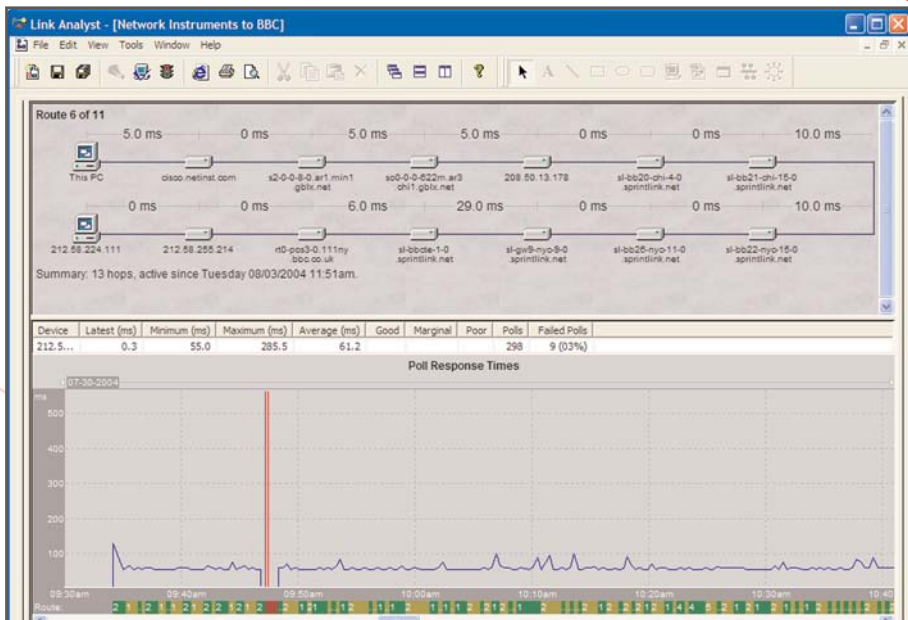 Link Analyst - [Network Instruments to BBC]
File Edit View Tools Window Help
Route 6 of 11
5.0 ms 0 ms 5.0 ms 5.0 ms 0 ms 0 ms 10.0 ms
This PC cisco.netinst.com s2-0-0-8-0.ar1.min1 so0-0-0-622m.ar3 208.50.13.178 sl-bb20-chi-4-0 sl-bb21-chi-15-0
.gblx.net chi1.gblx.net .sprintlink.net .sprintlink.net
0 ms 0 ms 6.0 ms 29.0 ms 0 ms 0 ms 10.0 ms
212.58.224.111 212.58.255.214 rt0-pos3-0.111ny sl-bbcte-1-0 sl-gw9-nyc-9-0 sl-bb26-nyc-11-0 sl-bb22-nyc-15-0
.bbc.co.uk .sprintlink.net .sprintlink.net .sprintlink.net .sprintlink.net
Summary: 13 hops, active since Tuesday 08/03/2004 11:51am.
Device Latest (ms) Minimum (ms) Maximum (ms) Average (ms) Good Marginal Poor Polls Failed Polls
212.5... 0.3 55.0 285.5 61.2 298 9 (03%)
Poll Response Times
07-30-2004
ms
500
400
300
200
100
09:30am 09:40am 09:50am 10:00am 10:10am 10:20am 10:30am 10:40
Route: